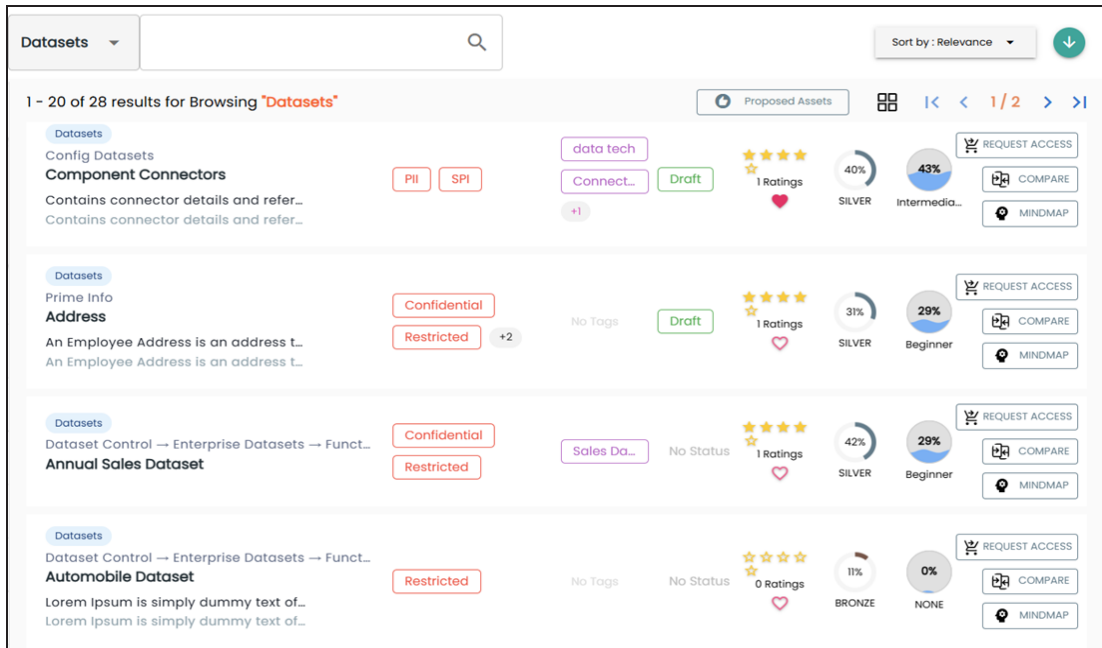 Datasets
Sort by : Relevance
1 - 20 of 28 results for Browsing "Datasets"
Proposed Assets
1 / 2
Datasets
Config Datasets
Component Connectors
Contains connector details and refer...
Contains connector details and refer...
PII SPI
data tech
Connect...
+1
Draft
1 Ratings
40%
SILVER
43%
Intermedia...
REQUEST ACCESS
COMPARE
MINDMAP
Datasets
Prime Info
Address
An Employee Address is an address t...
An Employee Address is an address t...
Confidential
Restricted +2
No Tags
Draft
1 Ratings
31%
SILVER
29%
Beginner
REQUEST ACCESS
COMPARE
MINDMAP
Datasets
Dataset Control → Enterprise Datasets → Funct...
Annual Sales Dataset
Confidential
Restricted
Sales Da...
No Status
1 Ratings
42%
SILVER
29%
Beginner
REQUEST ACCESS
COMPARE
MINDMAP
Datasets
Dataset Control → Enterprise Datasets → Funct...
Automobile Dataset
Lorem Ipsum is simply dummy text of...
Lorem Ipsum is simply dummy text of...
Restricted
No Tags
No Status
0 Ratings
11%
BRONZE
0%
NONE
REQUEST ACCESS
COMPARE
MINDMAP